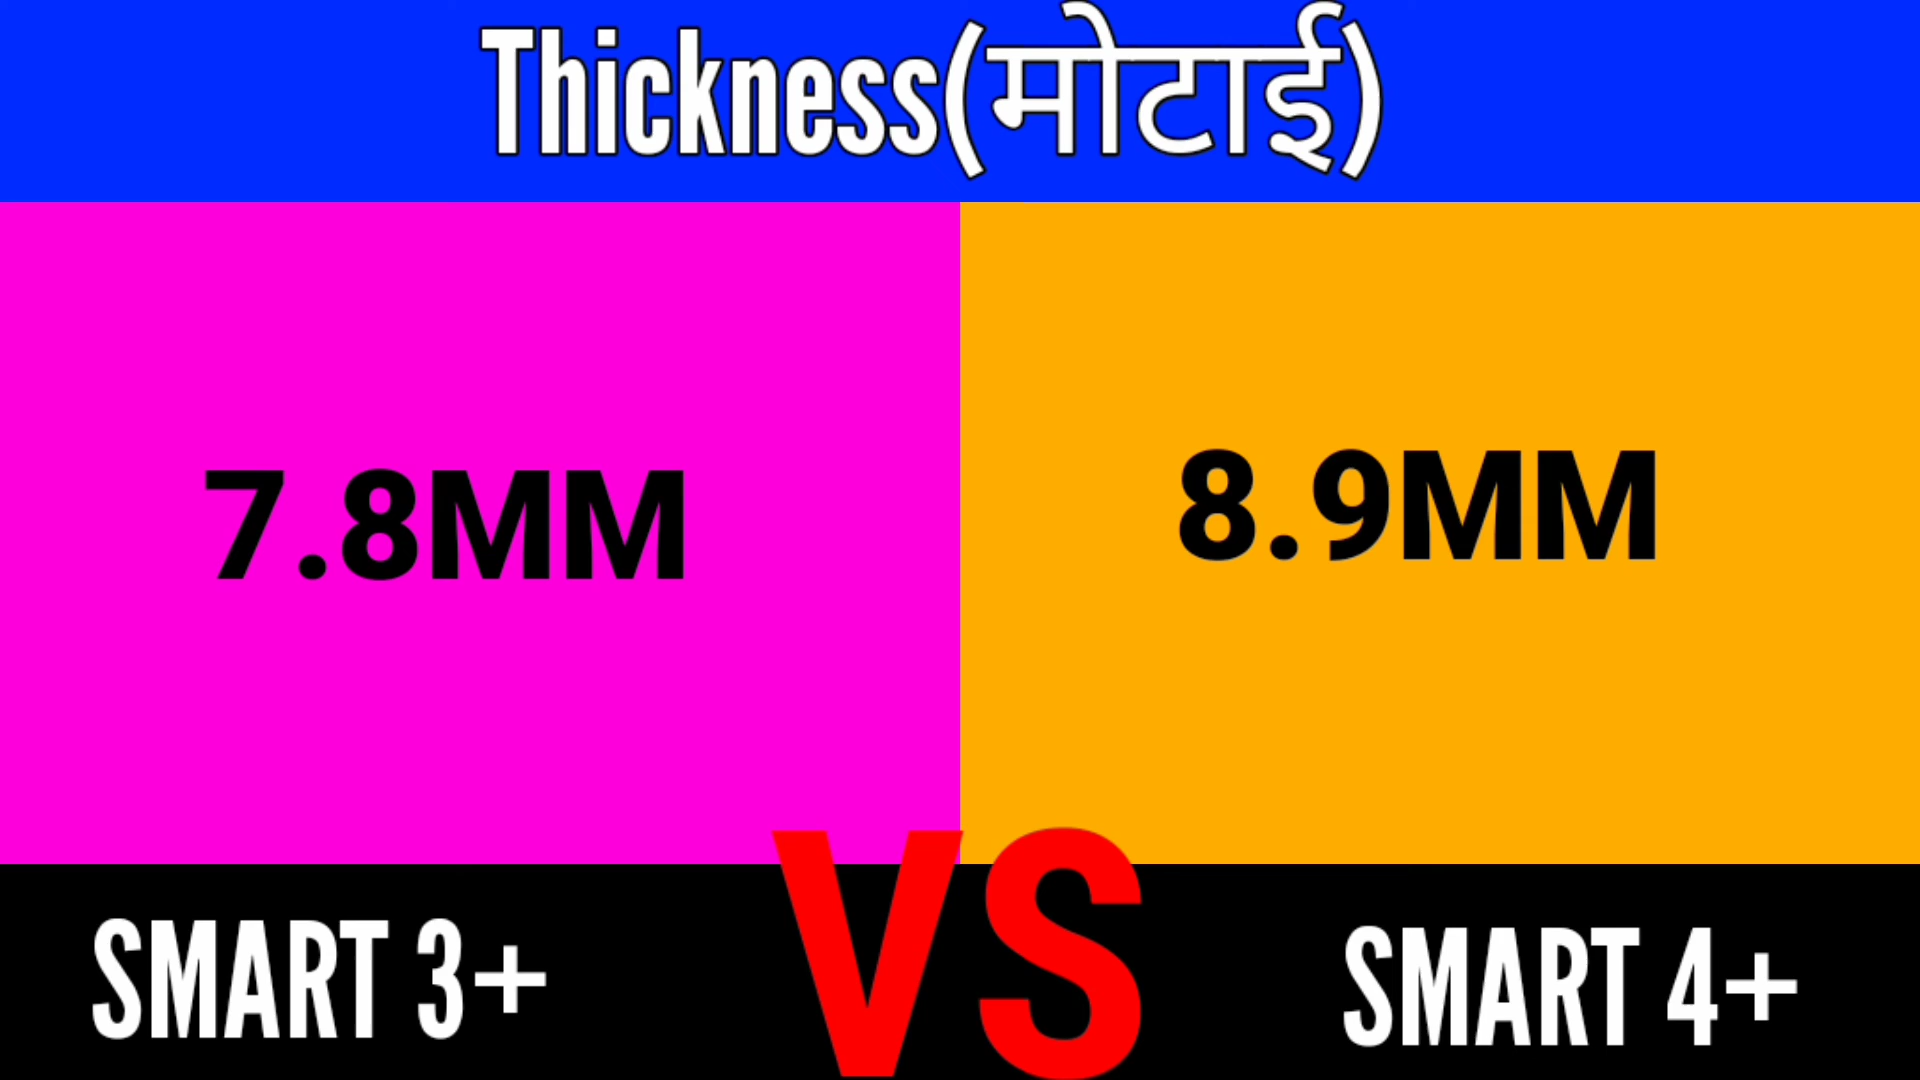 Thickness(मोटाई)
7.8MM
8.9MM
SMART 3+
VS
SMART 4+